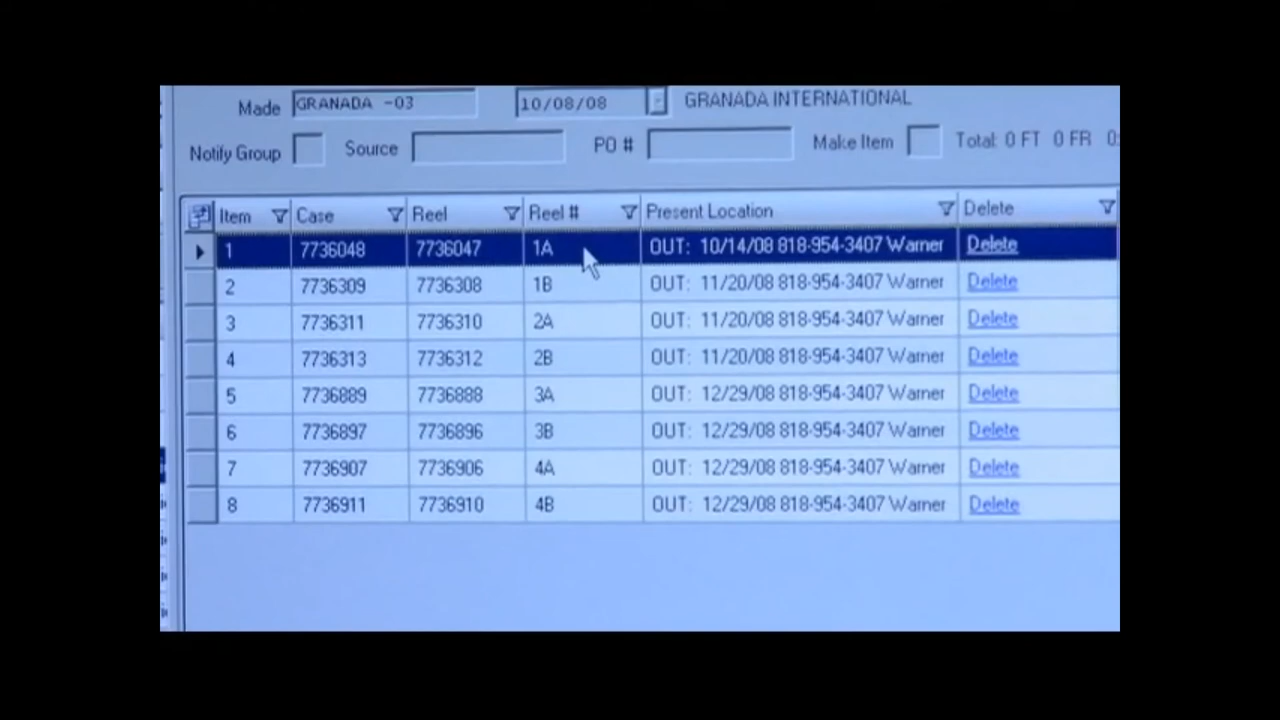 Made GRANADA -03 10/08/08 GRANADA INTERNATIONAL
Notify Group Source PO # Make Item Total: 0 FT 0 FR
Item Case Reel Reel # Present Location Delete
1 7736048 7736047 1A OUT: 10/14/08 818-954-3407 Warner Delete
2 7736309 7736308 1B OUT: 11/20/08 818-954-3407 Warner Delete
3 7736311 7736310 2A OUT: 11/20/08 818-954-3407 Warner Delete
4 7736313 7736312 2B OUT: 11/20/08 818-954-3407 Warner Delete
5 7736889 7736888 3A OUT: 12/29/08 818-954-3407 Warner Delete
6 7736897 7736896 3B OUT: 12/29/08 818-954-3407 Warner Delete
7 7736907 7736906 4A OUT: 12/29/08 818-954-3407 Warner Delete
8 7736911 7736910 4B OUT: 12/29/08 818-954-3407 Warner Delete